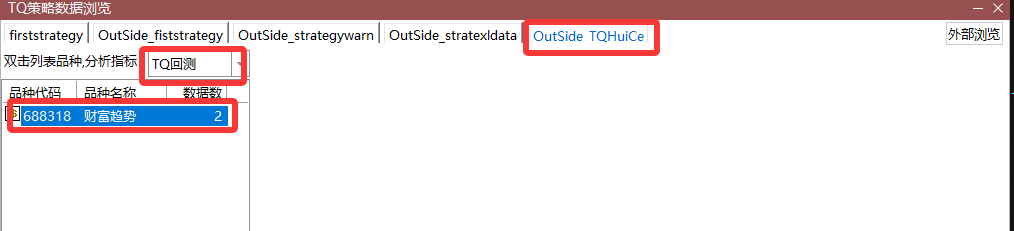 TQ策略数据浏览
firststrategy OutSide_fiststrategy OutSide_strategywarn OutSide_stratexldata OutSide_TQHuiCe 外部浏览
双击列表品种,分析指标 TQ回测
品种代码 品种名称 数据数
688318 财富趋势 2